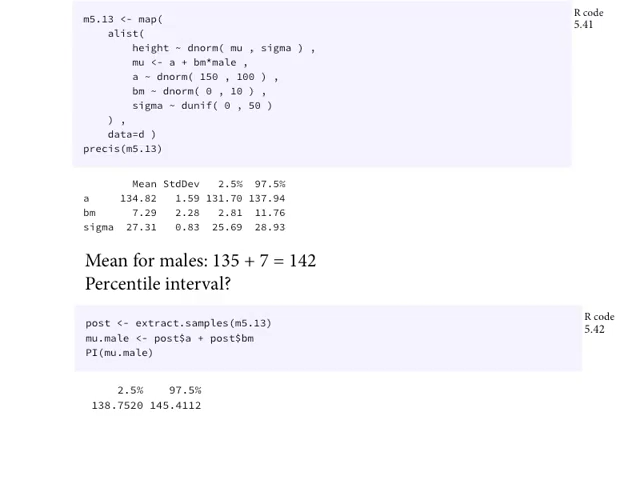 m5.13 <- map(
    alist(
        height ~ dnorm( mu , sigma ) ,
        mu <- a + bm*male ,
        a ~ dnorm( 150 , 100 ) ,
        bm ~ dnorm( 0 , 10 ) ,
        sigma ~ dunif( 0 , 50 )
    ) ,
    data=d )
precis(m5.13)
R code
5.41
Mean StdDev 2.5% 97.5%
a 134.82 1.59 131.70 137.94
bm 7.29 2.28 2.81 11.76
sigma 27.31 0.83 25.69 28.93
Mean for males: 135 + 7 = 142
Percentile interval?
post <- extract.samples(m5.13)
mu.male <- post$a + post$bm
PI(mu.male)
R code
5.42
2.5% 97.5%
138.7520 145.4112